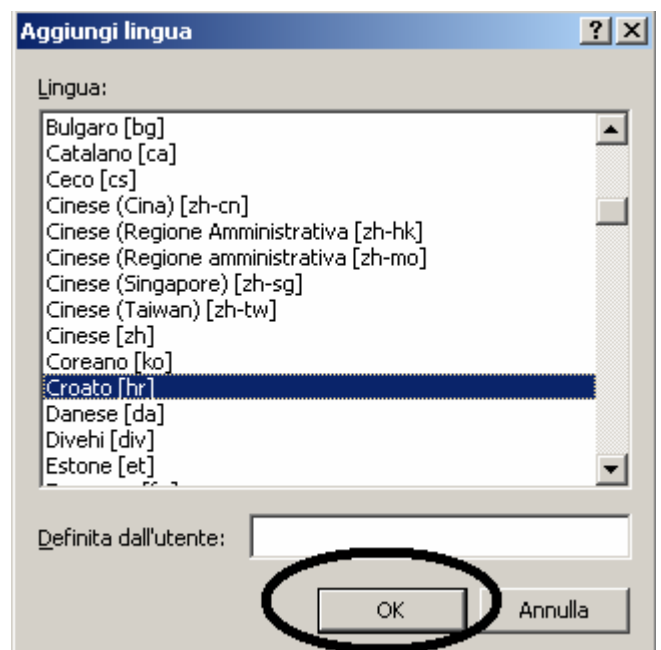 Aggiungi lingua
Lingua:
Bulgaro [bg]
Catalano [ca]
Ceco [cs]
Cinese (Cina) [zh-cn]
Cinese (Regione Amministrativa [zh-hk]
Cinese (Regione amministrativa [zh-mo]
Cinese (Singapore) [zh-sg]
Cinese (Taiwan) [zh-tw]
Cinese [zh]
Coreano [ko]
Croato [hr]
Danese [da]
Divehi [div]
Estone [et]
Definita dall'utente:
OK Annulla